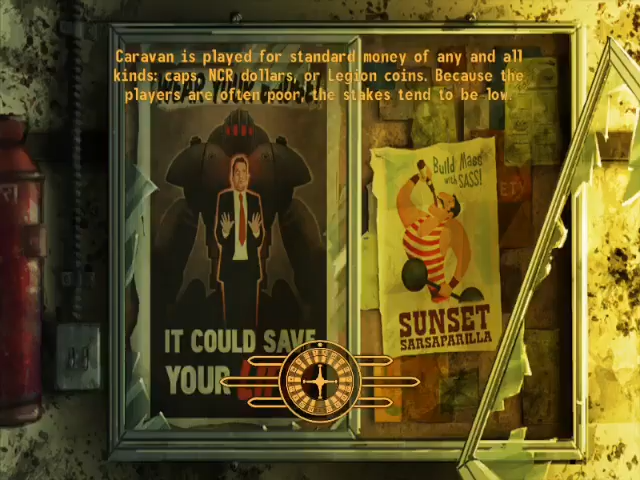 Caravan is played for standard money of any and all
kinds: caps, NCR dollars, or Legion coins. Because the
players are often poor, the stakes tend to be low.
Build Mass
with SASS!
IT COULD SAVE
YOUR
SUNSET
SARSAPARILLA